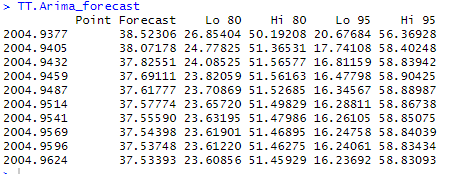 > TT.Arima_forecast
Point Forecast Lo 80 Hi 80 Lo 95 Hi 95
2004.9377 38.52306 26.85404 50.19208 20.67684 56.36928
2004.9405 38.07178 24.77825 51.36531 17.74108 58.40248
2004.9432 37.82551 24.08525 51.56577 16.81159 58.83942
2004.9459 37.69111 23.82059 51.56163 16.47798 58.90425
2004.9487 37.61777 23.70869 52.52685 16.34567 58.88987
2004.9514 37.57774 23.65720 51.49829 16.28811 58.86738
2004.9541 37.55590 23.63195 51.47986 16.26105 58.85075
2004.9569 37.54398 23.61901 51.46895 16.24758 58.84039
2004.9596 37.53748 23.61220 51.46275 16.24061 58.83434
2004.9624 37.53393 23.60856 51.45929 16.23692 58.83093
>